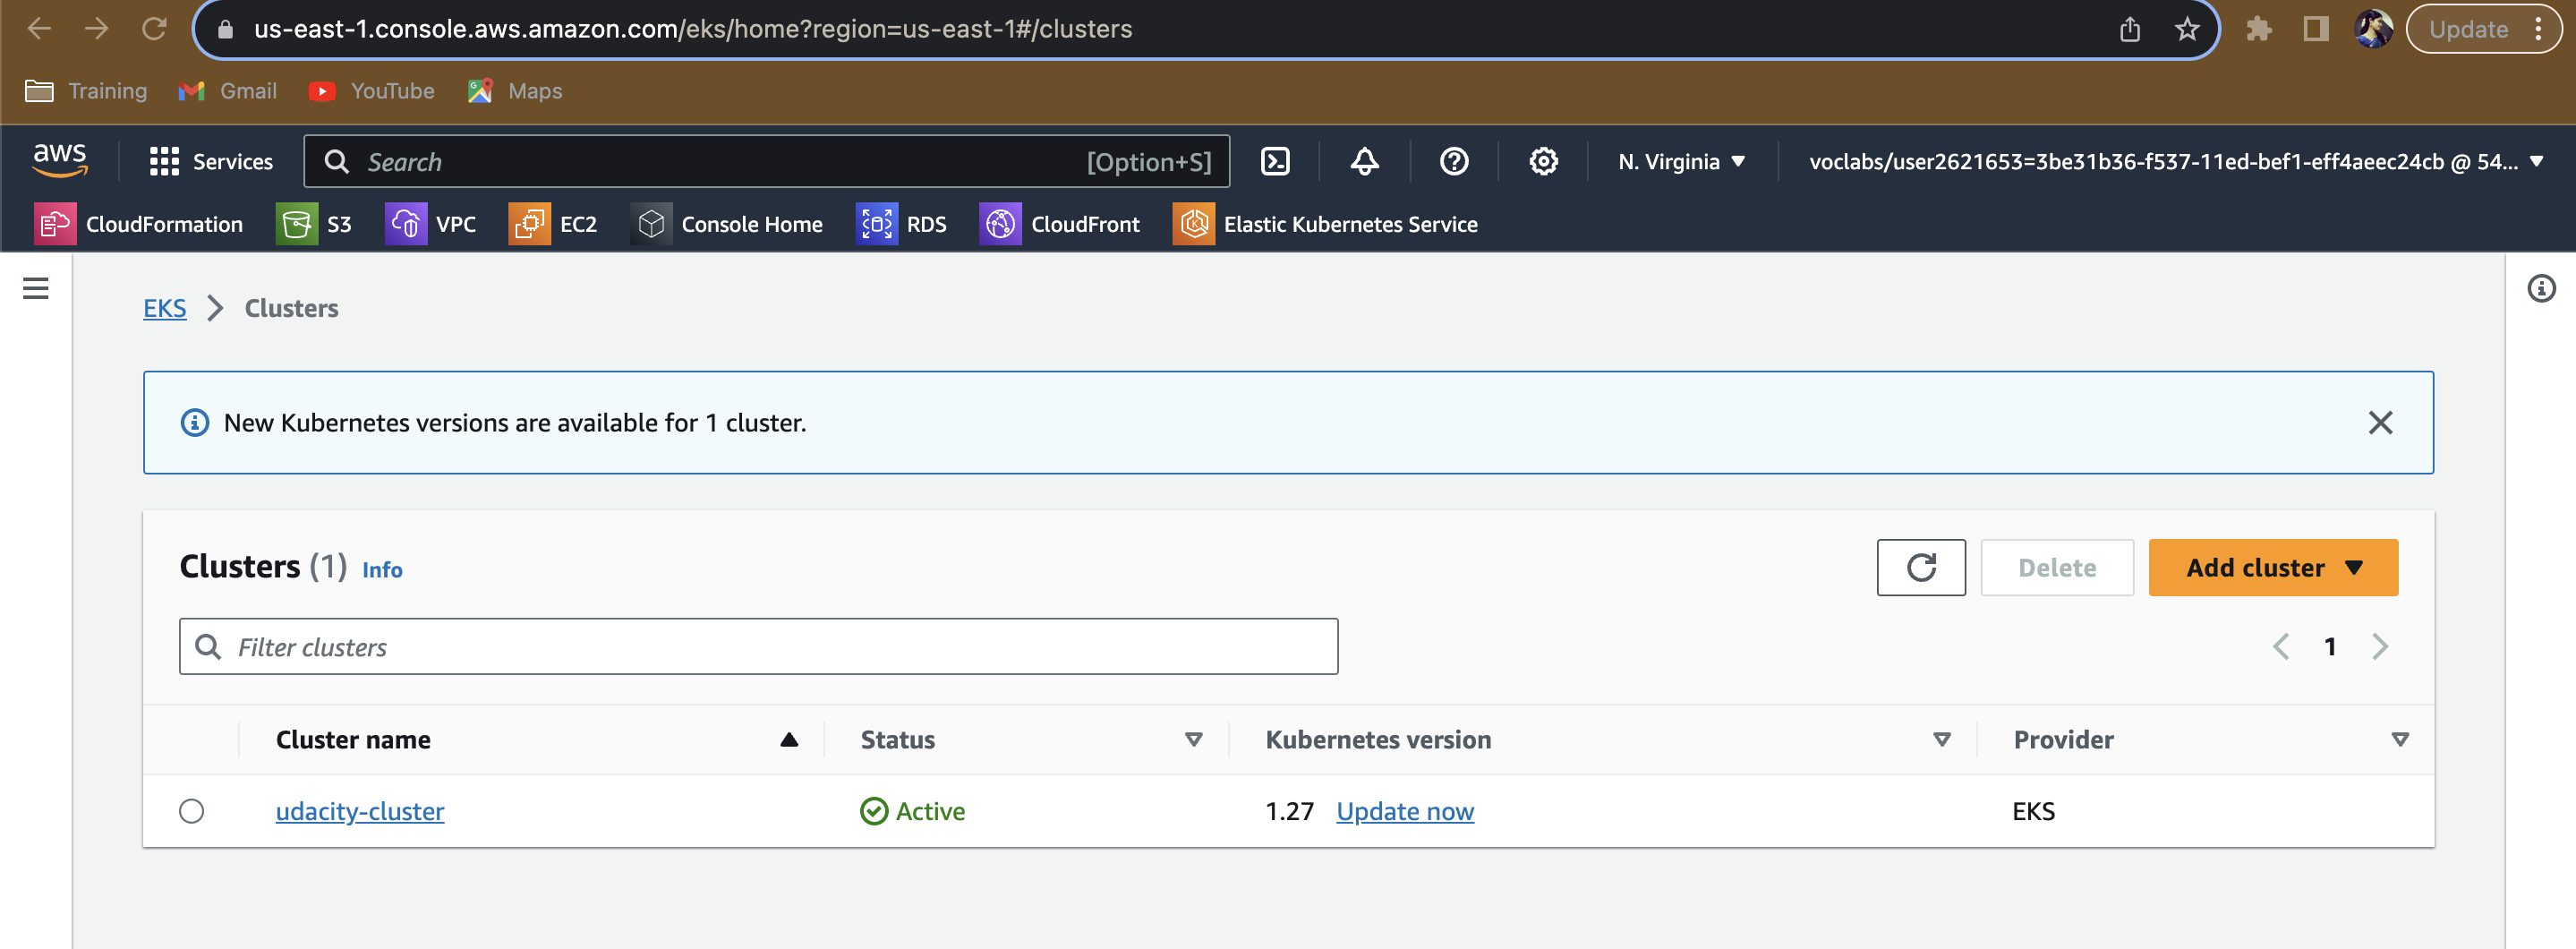 us-east-1.console.aws.amazon.com/eks/home?region=us-east-1#/clusters
Update
Training Gmail YouTube Maps
aws Services Search [Option+S] N. Virginia voclabs/user2621653=3be31b36-f537-11ed-bef1-eff4aeec24cb @ 54...
CloudFormation S3 VPC EC2 Console Home RDS CloudFront Elastic Kubernetes Service
EKS Clusters
New Kubernetes versions are available for 1 cluster.
Clusters (1) Info Delete Add cluster
Filter clusters 1
Cluster name Status Kubernetes version Provider
udacity-cluster Active 1.27 Update now EKS